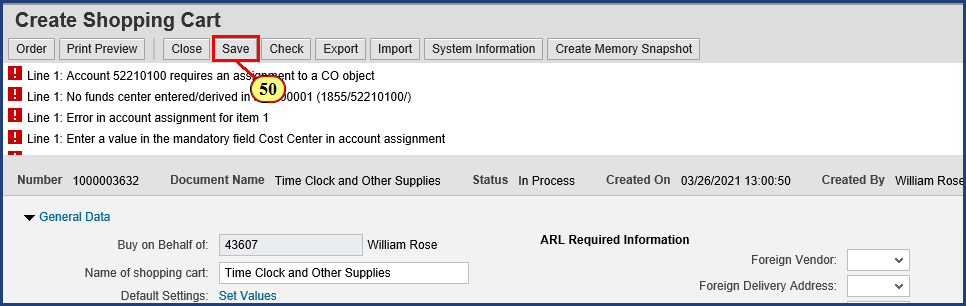 Create Shopping Cart
Order Print Preview Close Save Check Export Import System Information Create Memory Snapshot
Line 1: Account 52210100 requires an assignment to a CO object
50
Line 1: No funds center entered/derived in 00001 (1855/52210100/)
Line 1: Error in account assignment for item 1
Line 1: Enter a value in the mandatory field Cost Center in account assignment
Number 1000003632 Document Name Time Clock and Other Supplies Status In Process Created On 03/26/2021 13:00:50 Created By William Rose
General Data
Buy on Behalf of: 43607 William Rose
ARL Required Information
Foreign Vendor:
Name of shopping cart: Time Clock and Other Supplies
Foreign Delivery Address:
Default Settings: Set Values